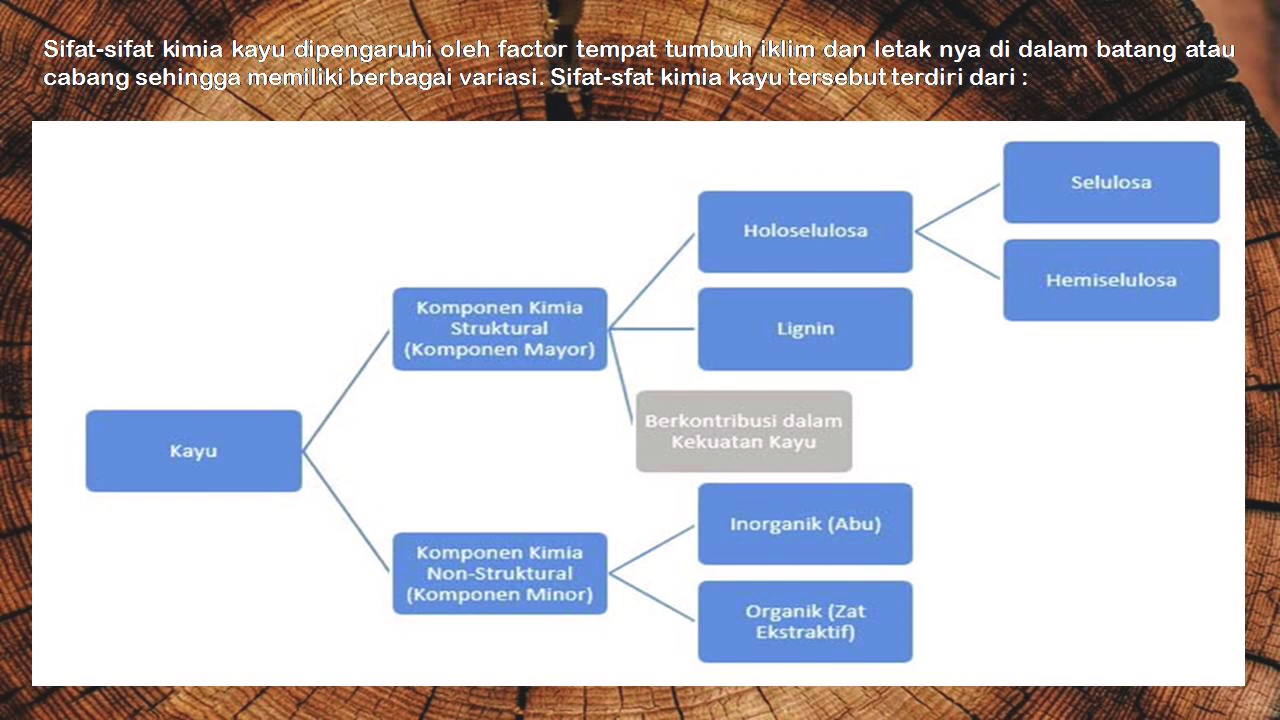 Sifat-sifat kimia kayu dipengaruhi oleh factor tempat tumbuh iklim dan letak nya di dalam batang atau
cabang sehingga memiliki berbagai variasi. Sifat-sfat kimia kayu tersebut terdiri dari :
Kayu
Komponen Kimia
Struktural
(Komponen Mayor)
Holoselulosa
Selulosa
Hemiselulosa
Lignin
Berkontribusi dalam
Kekuatan Kayu
Komponen Kimia
Non-Struktural
(Komponen Minor)
Inorganik (Abu)
Organik (Zat
Ekstraktif)